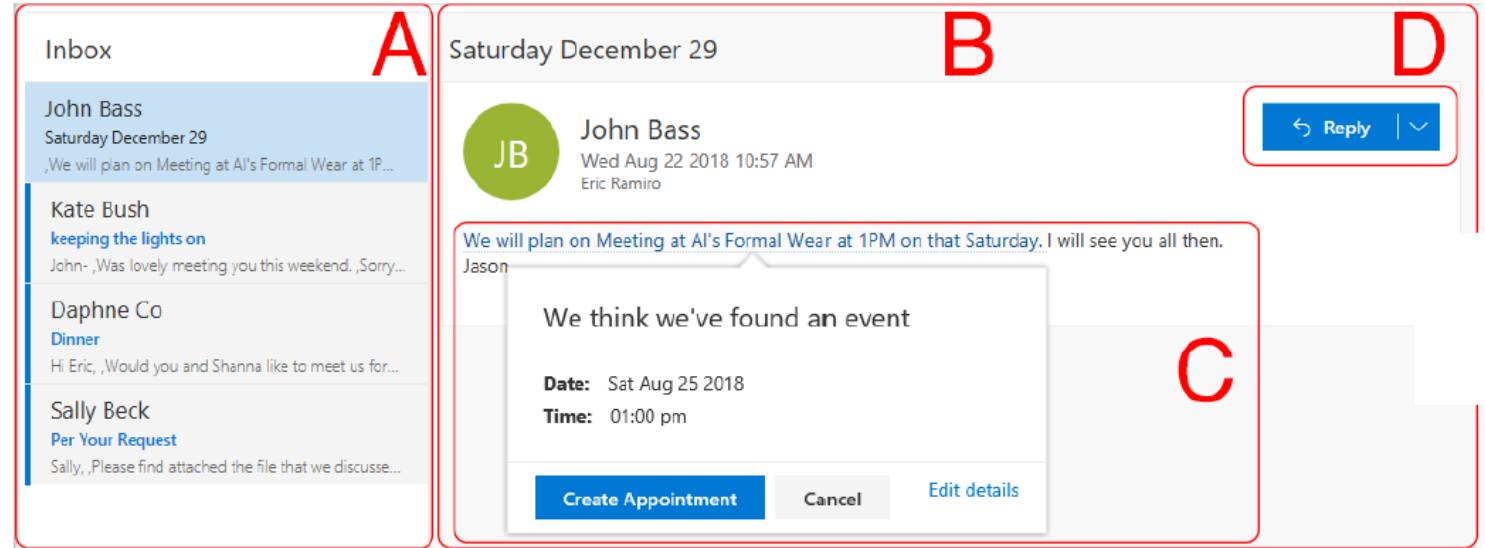 Inbox
A
John Bass
Saturday December 29
,We will plan on Meeting at Al's Formal Wear at 1P...
Kate Bush
keeping the lights on
John- ,Was lovely meeting you this weekend. ,Sorry...
Daphne Co
Dinner
Hi Eric, ,Would you and Shanna like to meet us for...
Sally Beck
Per Your Request
Sally, ,Please find attached the file that we discusse...
Saturday December 29
B
D
JB
John Bass
Wed Aug 22 2018 10:57 AM
Eric Ramiro
Reply
We will plan on Meeting at Al's Formal Wear at 1PM on that Saturday. I will see you all then.
Jason
We think we've found an event
Date: Sat Aug 25 2018
Time: 01:00 pm
C
Create Appointment Cancel Edit details